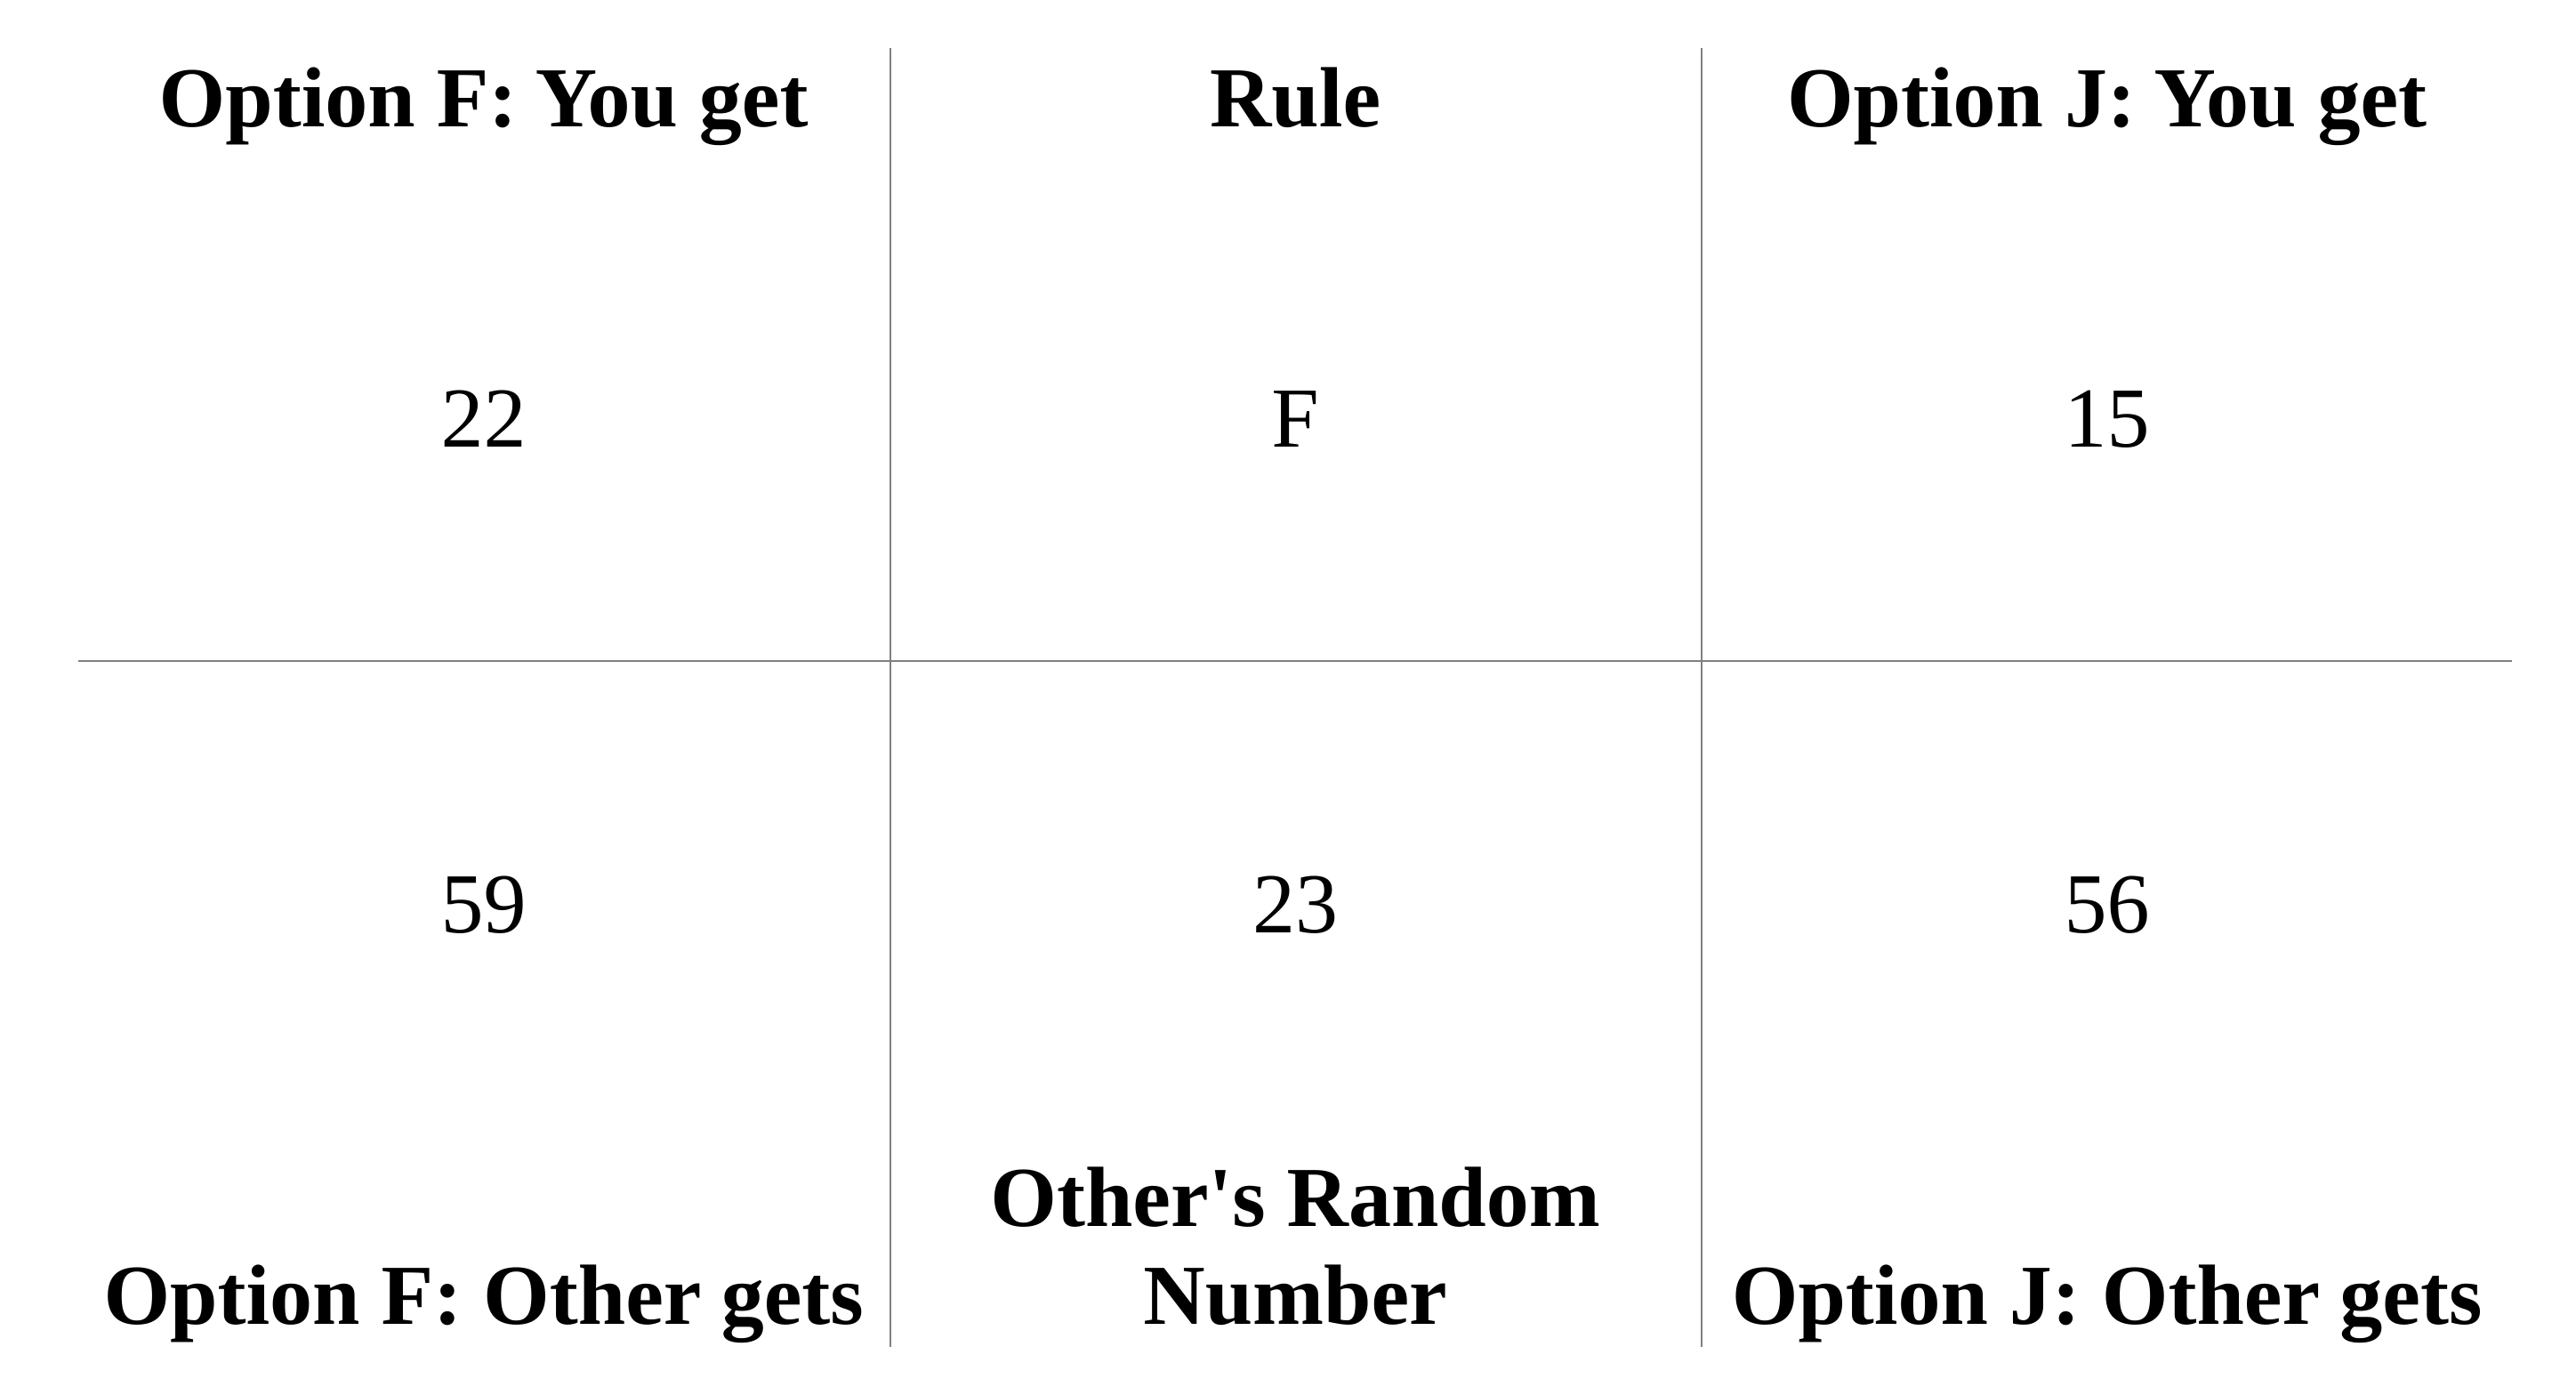 Option F: You get
Rule
Option J: You get
22
F
15
59
23
56
Option F: Other gets
Other's Random
Number
Option J: Other gets